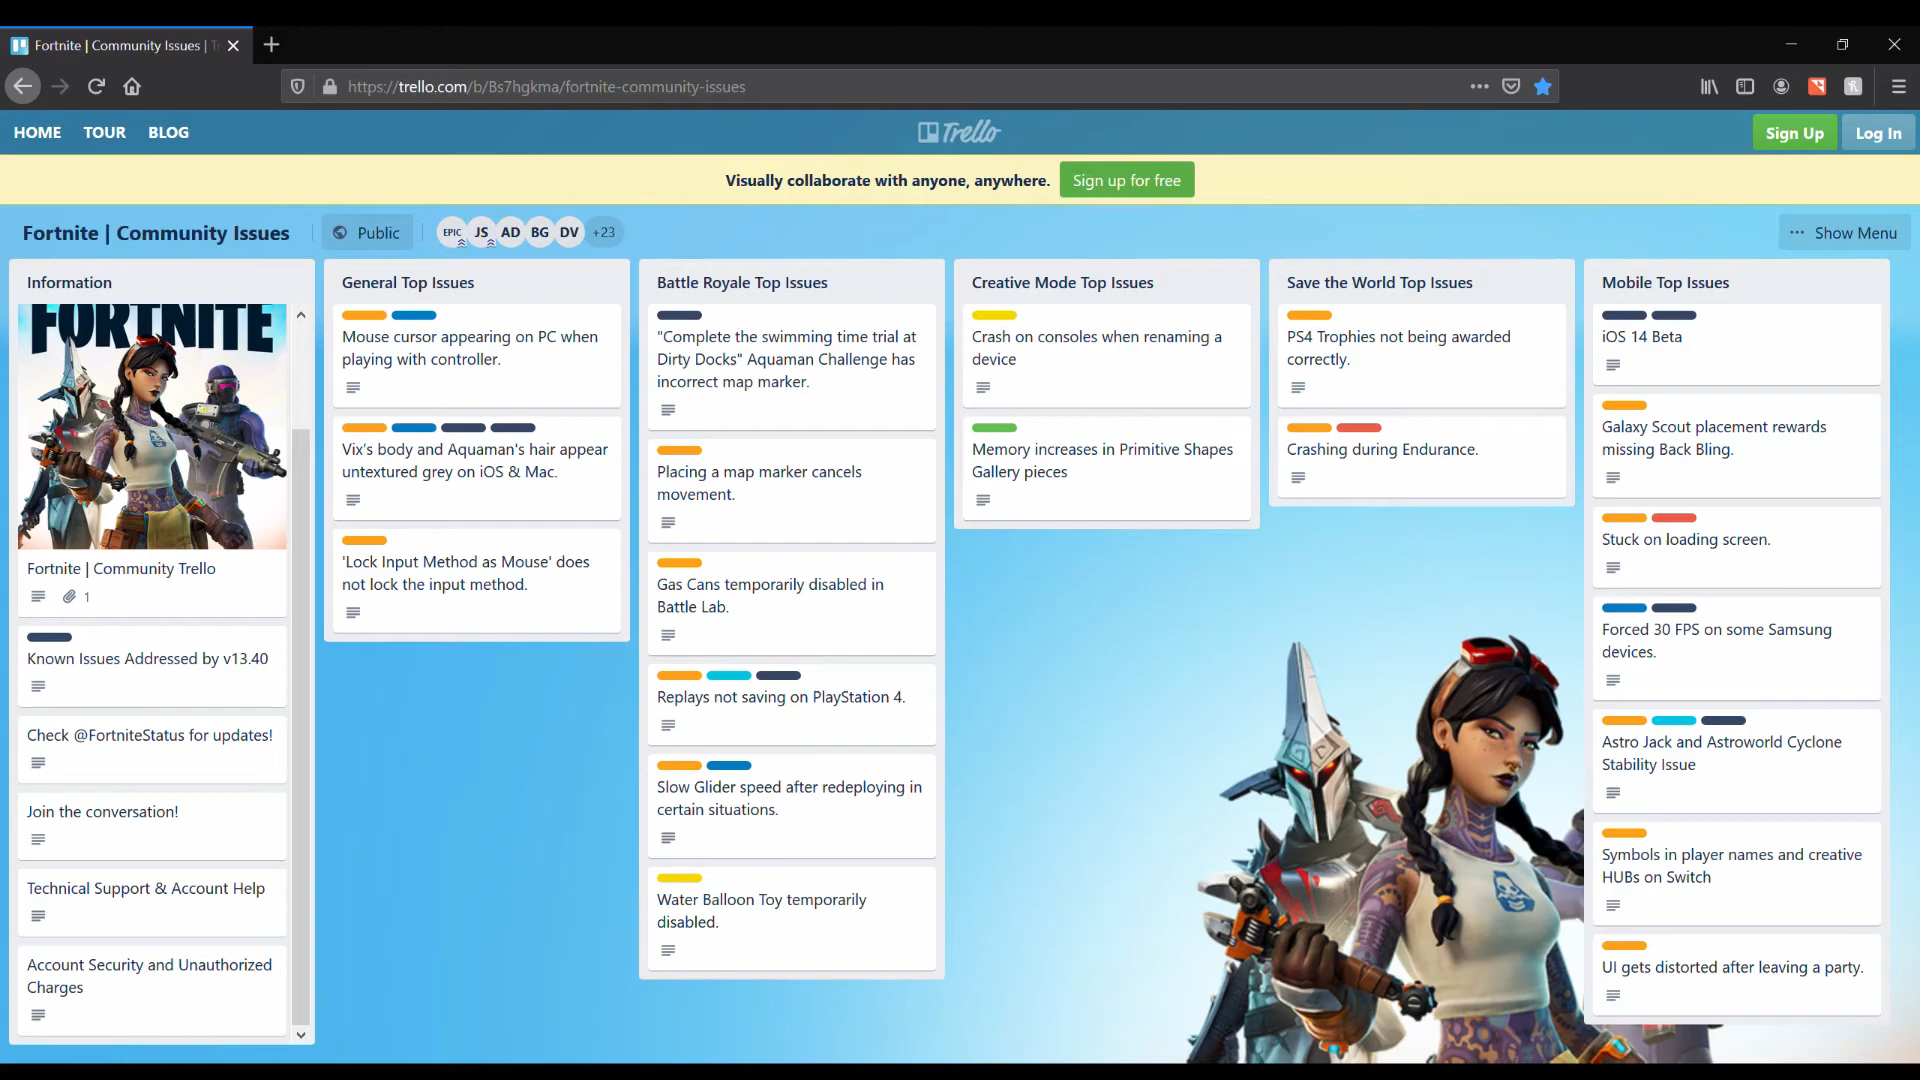 Fortnite | Community Issues | T
https://trello.com/b/Bs7hgkma/fortnite-community-issues
HOME TOUR BLOG
Trello
Sign Up Log In
Visually collaborate with anyone, anywhere. Sign up for free
Fortnite | Community Issues Public EPIC JS AD BG DV +23
Show Menu
Information
FORTNITE
Fortnite | Community Trello
1
Known Issues Addressed by v13.40
Check @FortniteStatus for updates!
Join the conversation!
Technical Support & Account Help
Account Security and Unauthorized
Charges
General Top Issues
Mouse cursor appearing on PC when
playing with controller.
Vix's body and Aquaman's hair appear
untextured grey on iOS & Mac.
'Lock Input Method as Mouse' does
not lock the input method.
Battle Royale Top Issues
"Complete the swimming time trial at
Dirty Docks" Aquaman Challenge has
incorrect map marker.
Placing a map marker cancels
movement.
Gas Cans temporarily disabled in
Battle Lab.
Replays not saving on PlayStation 4.
Slow Glider speed after redeploying in
certain situations.
Water Balloon Toy temporarily
disabled.
Creative Mode Top Issues
Crash on consoles when renaming a
device
Memory increases in Primitive Shapes
Gallery pieces
Save the World Top Issues
PS4 Trophies not being awarded
correctly.
Crashing during Endurance.
Mobile Top Issues
iOS 14 Beta
Galaxy Scout placement rewards
missing Back Bling.
Stuck on loading screen.
Forced 30 FPS on some Samsung
devices.
Astro Jack and Astroworld Cyclone
Stability Issue
Symbols in player names and creative
HUBs on Switch
UI gets distorted after leaving a party.